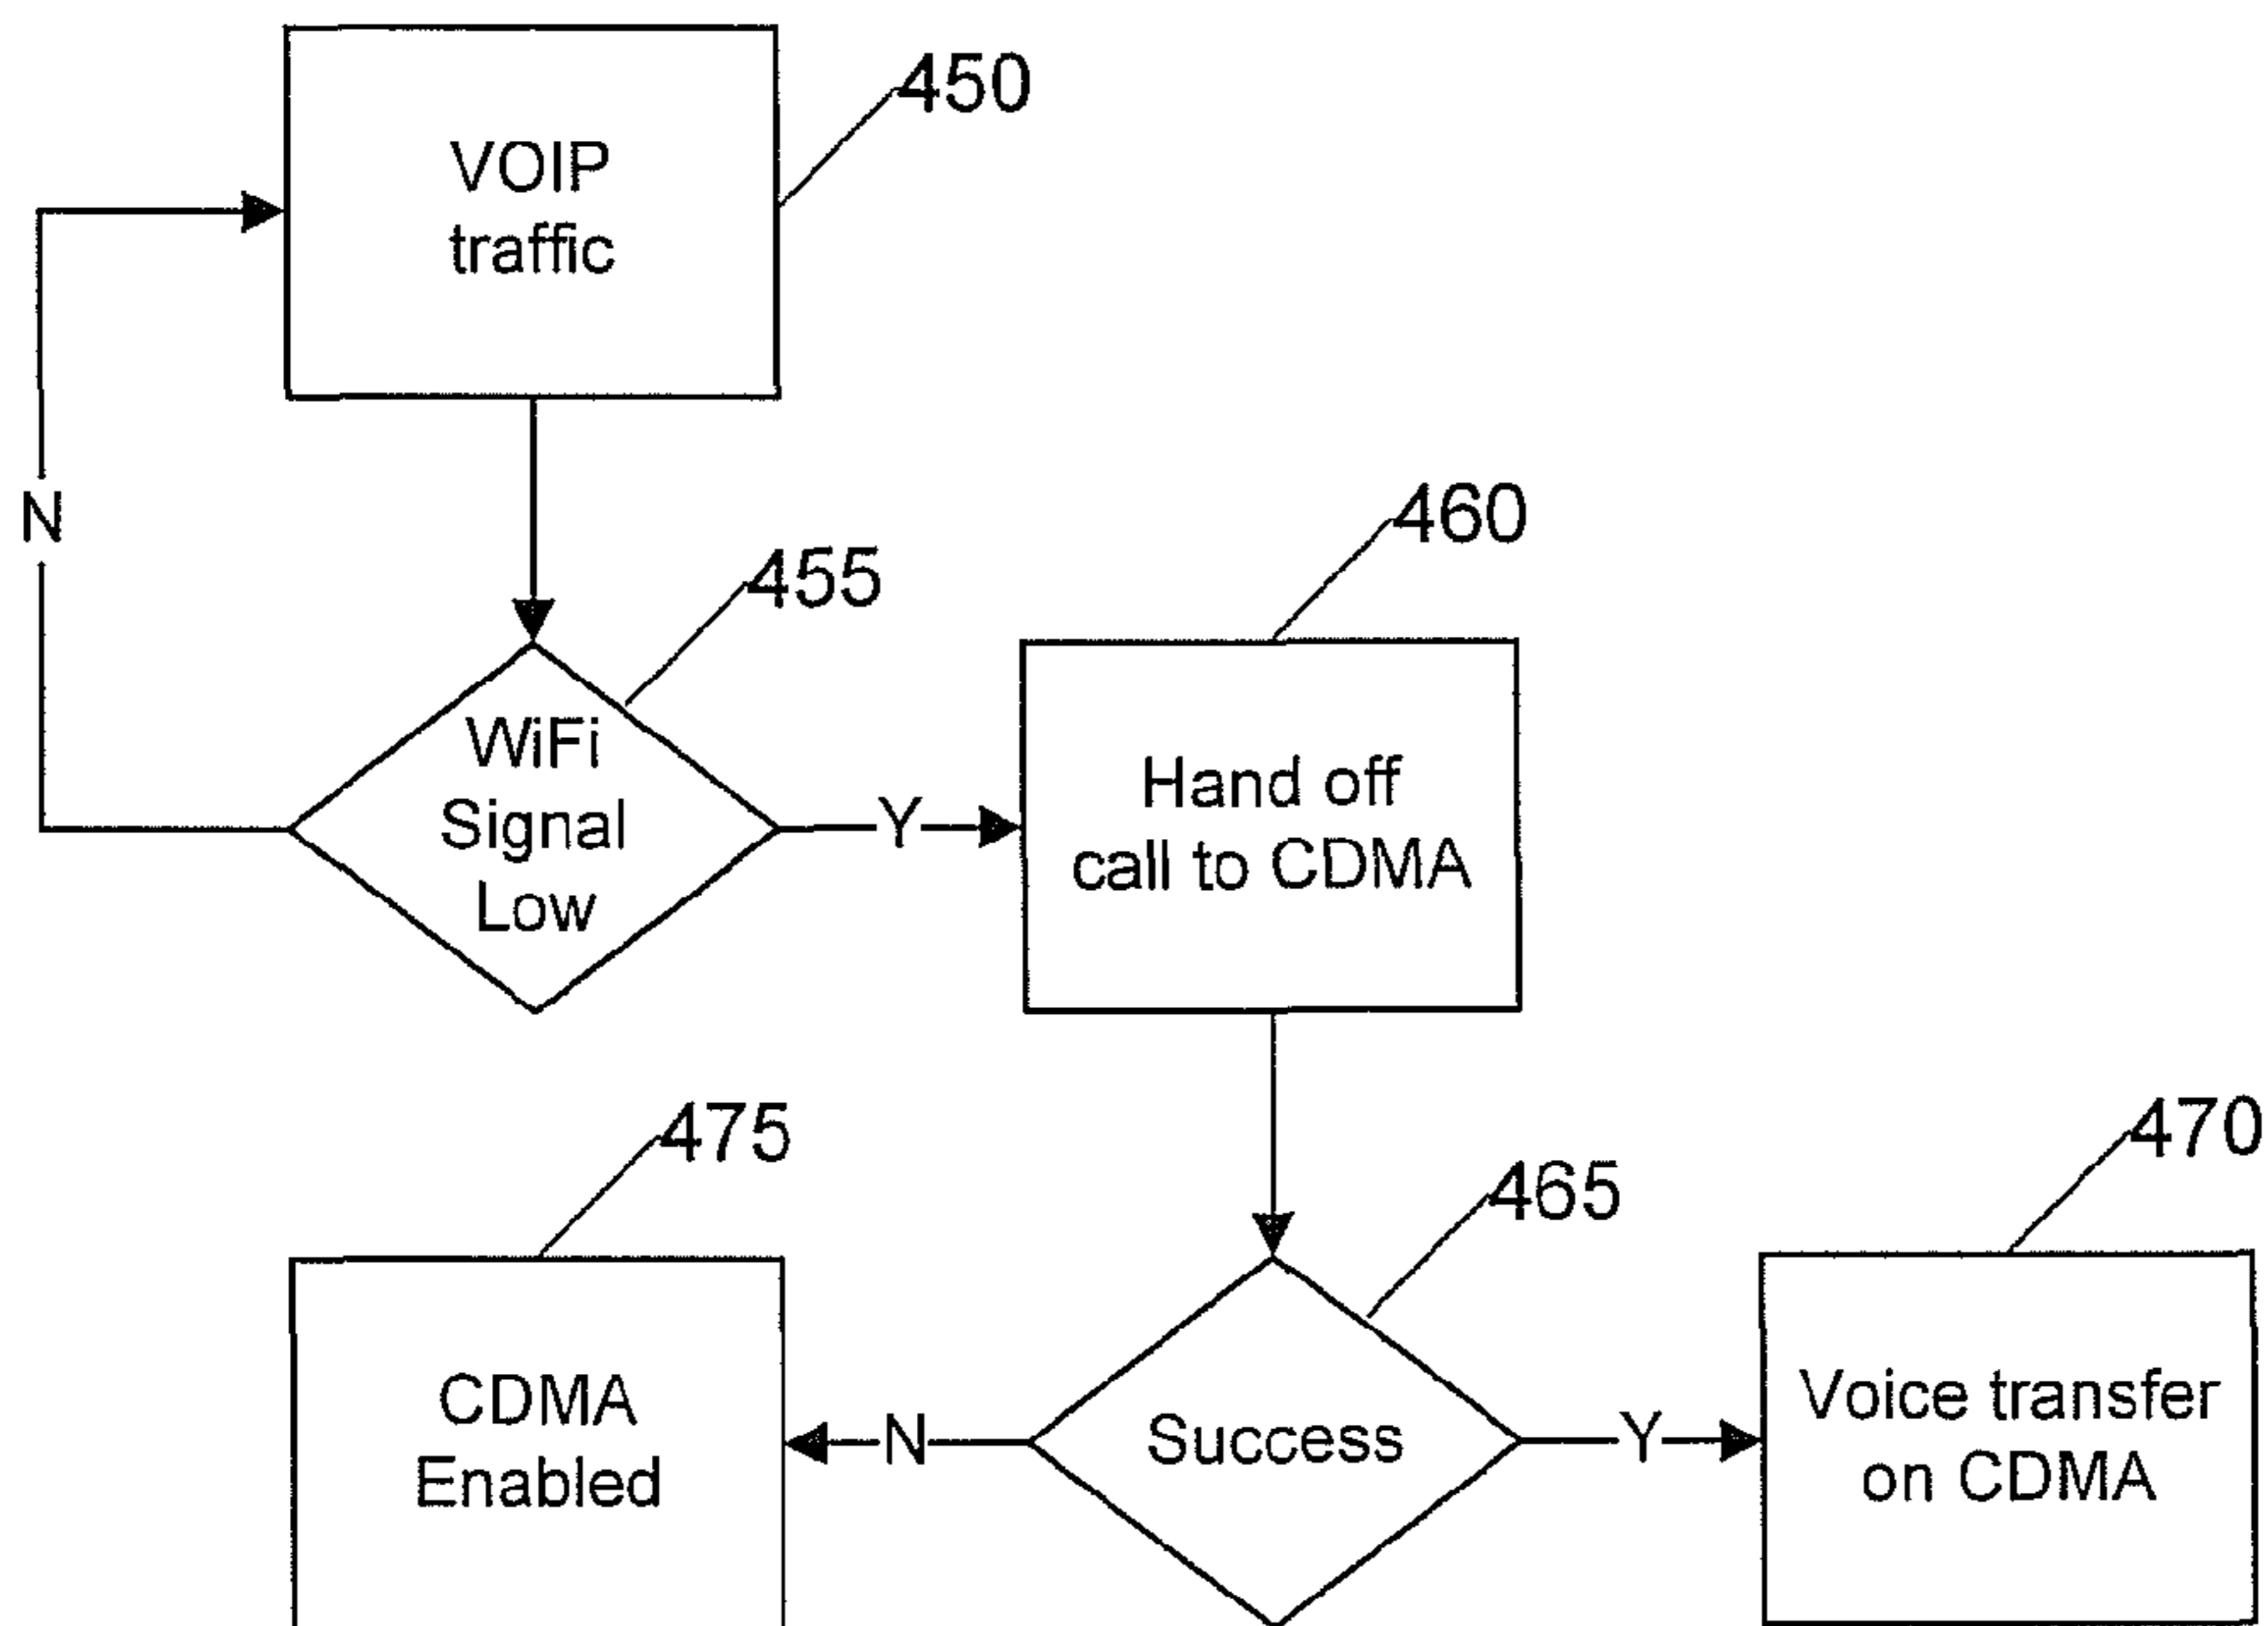 450
VOIP
traffic
N
455
WiFi
Signal
Low
Y
460
Hand off
call to CDMA
475
CDMA
Enabled
N
465
Success
Y
470
Voice transfer
on CDMA